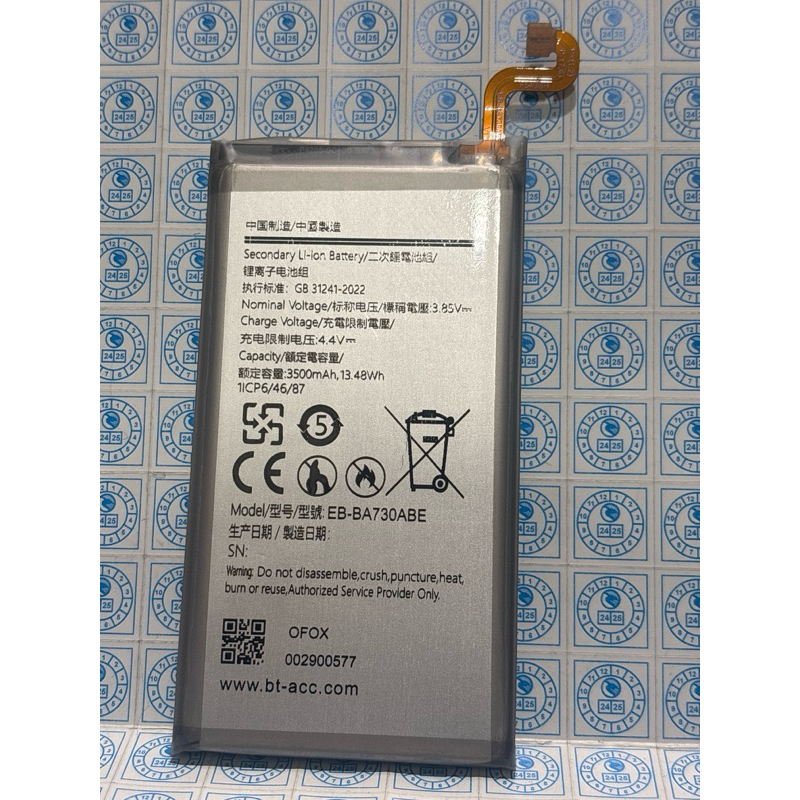 中国制造/中國製造
Secondary Li-ion Battery/二次鋰電池組/
锂离子电池组
执行标准: GB 31241-2022
Nominal Voltage/标称电压/標稱電壓:3.85V⎓
Charge Voltage/充電限制電壓/
充电限制电压:4.4V⎓
Capacity/額定電容量/
额定容量:3500mAh,13.48Wh
1ICP6/46/87
5
CE
Model/型号/型號: EB-BA730ABE
生产日期 / 製造日期:
SN:
Warning: Do not disassemble,crush,puncture,heat,
burn or reuse,Authorized Service Provider Only.
OFOX
002900577
www.bt-acc.com